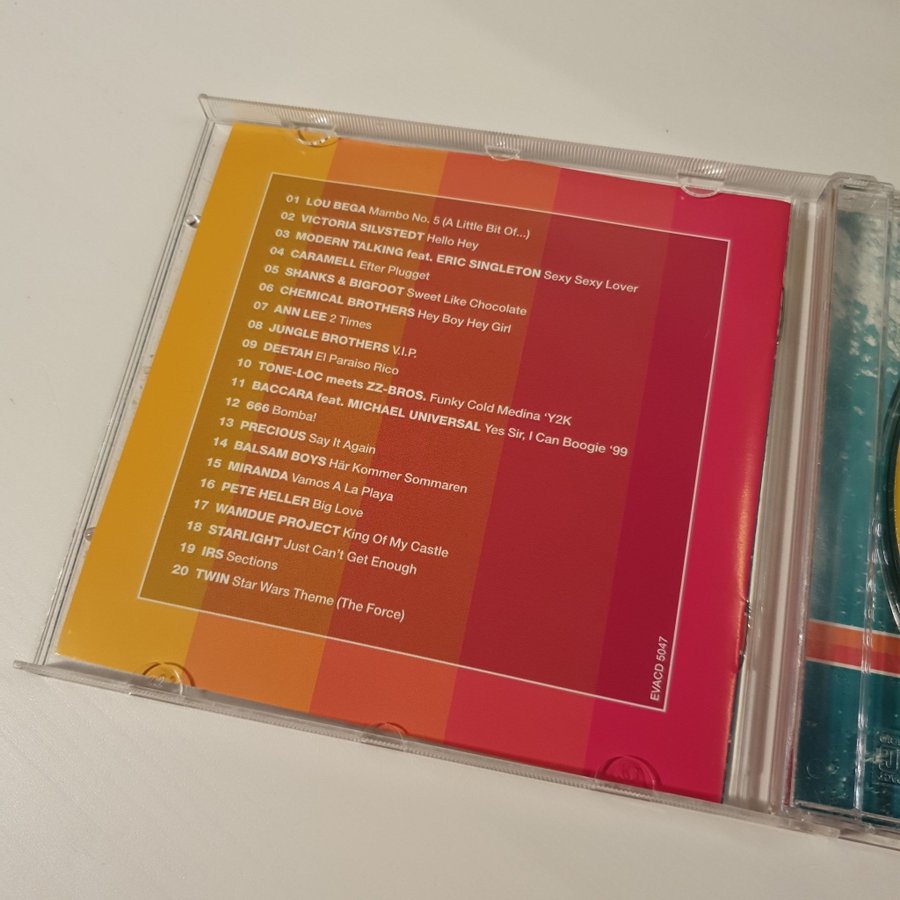 01 LOU BEGA Mambo No. 5 (A Little Bit Of...)
02 VICTORIA SILVSTEDT Hello Hey
03 MODERN TALKING feat. ERIC SINGLETON Sexy Sexy Lover
04 CARAMELL Efter Plugget
05 SHANKS & BIGFOOT Sweet Like Chocolate
06 CHEMICAL BROTHERS Hey Boy Hey Girl
07 ANN LEE 2 Times
08 JUNGLE BROTHERS V.I.P.
09 DEETAH El Paraiso Rico
10 TONE-LOC meets ZZ-BROS. Funky Cold Medina ‘Y2K
11 BACCARA feat. MICHAEL UNIVERSAL Yes Sir, I Can Boogie ‘99
12 666 Bomba!
13 PRECIOUS Say It Again
14 BALSAM BOYS Här Kommer Sommaren
15 MIRANDA Vamos A La Playa
16 PETE HELLER Big Love
17 WAMDUE PROJECT King Of My Castle
18 STARLIGHT Just Can’t Get Enough
19 IRS Sections
20 TWIN Star Wars Theme (The Force)
EVACD 5047